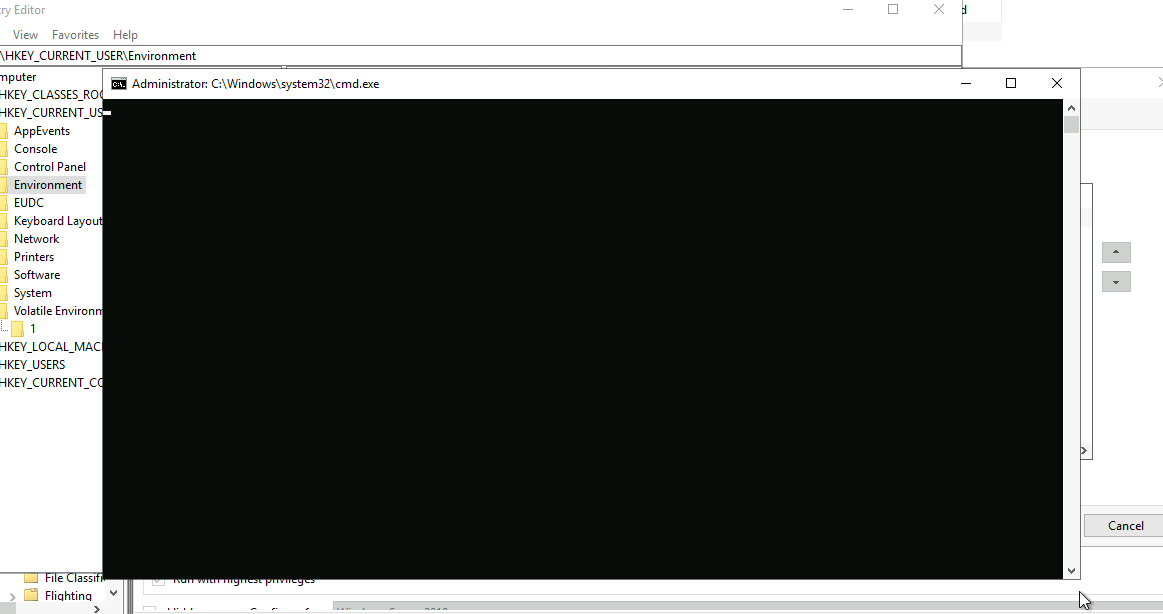 ry Editor
View Favorites Help
\HKEY_CURRENT_USER\Environment
mputer
Administrator: C:\Windows\system32\cmd.exe
HKEY_CLASSES_ROO
HKEY_CURRENT_US
AppEvents
Console
Control Panel
Environment
EUDC
Keyboard Layout
Network
Printers
Software
System
Volatile Environm
1
HKEY_LOCAL_MAC
HKEY_USERS
HKEY_CURRENT_CO
Cancel
File Classifi
Run with highest privileges
Flighting